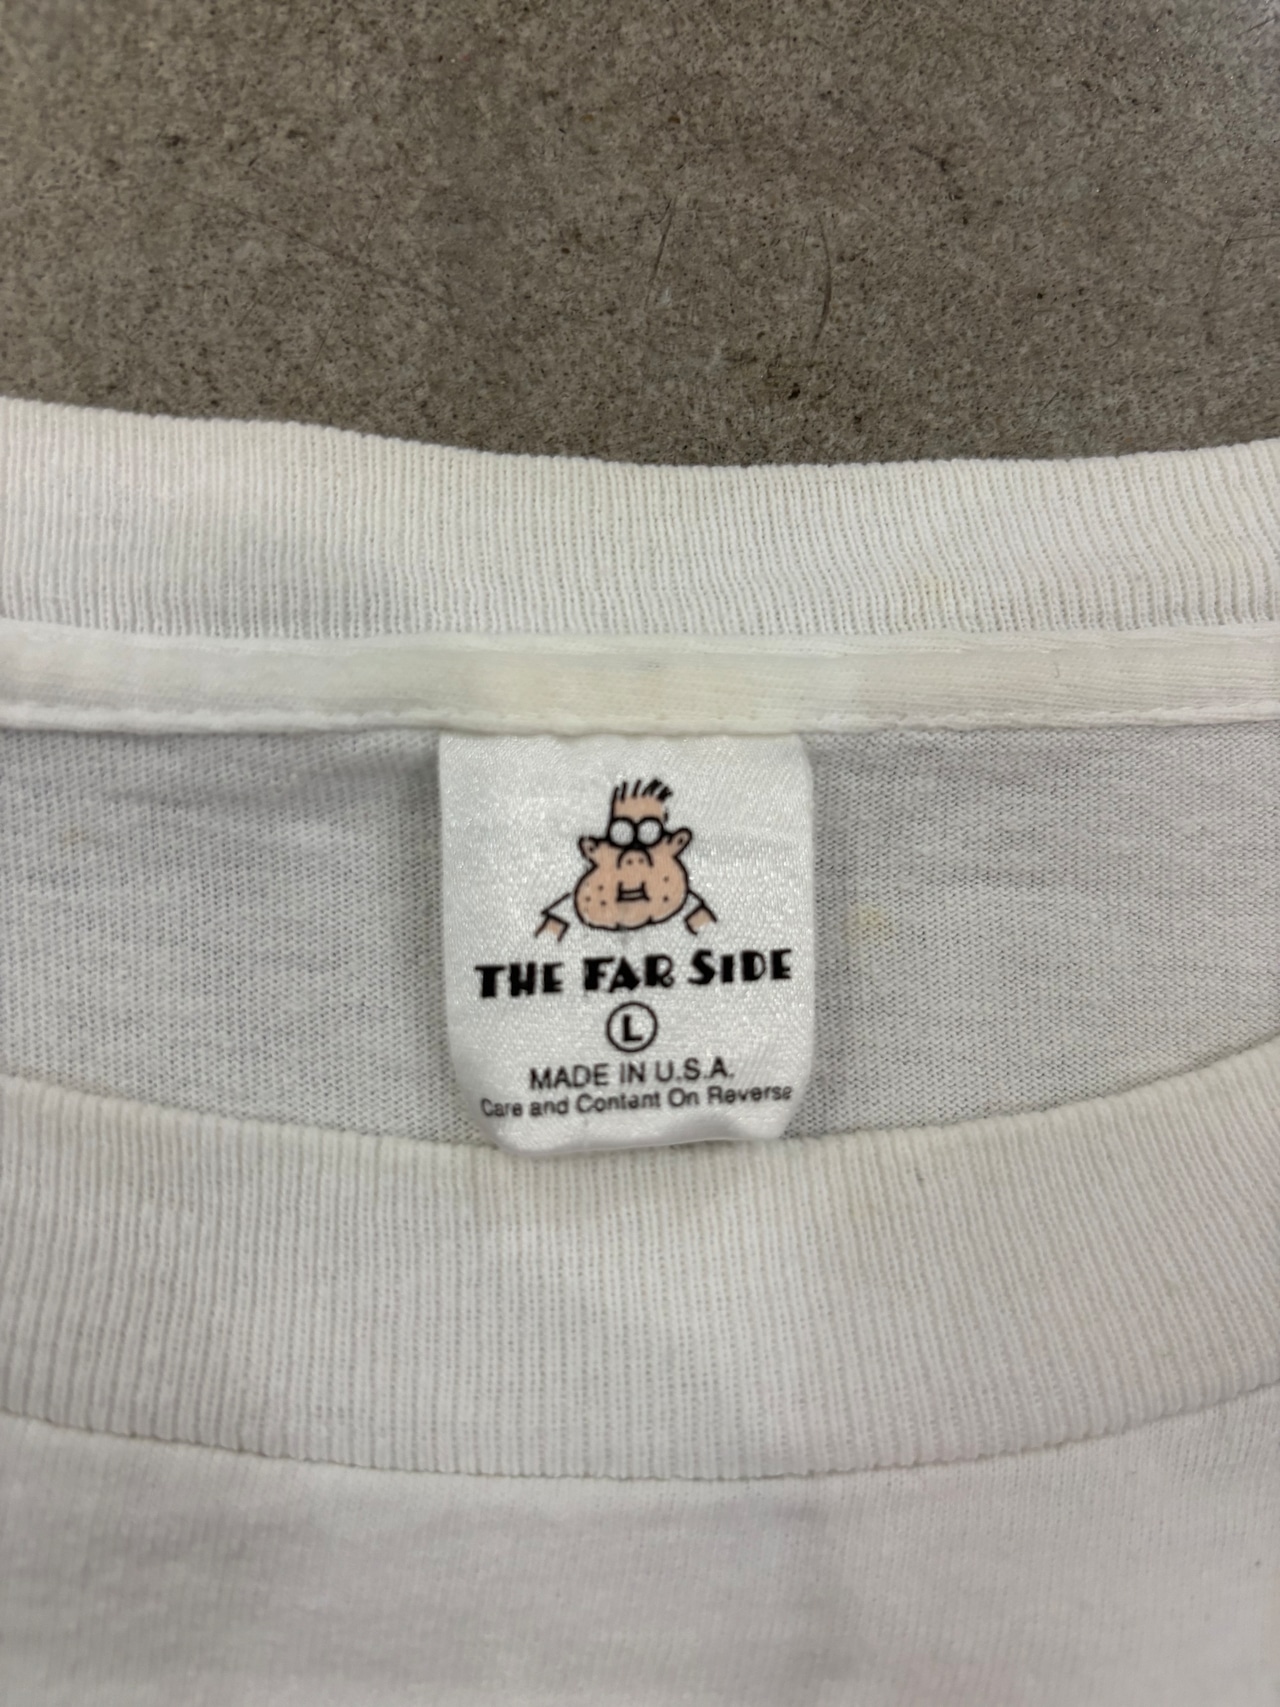 THE FAR SIDE
L
MADE IN U.S.A.
Care and Content On Reverse